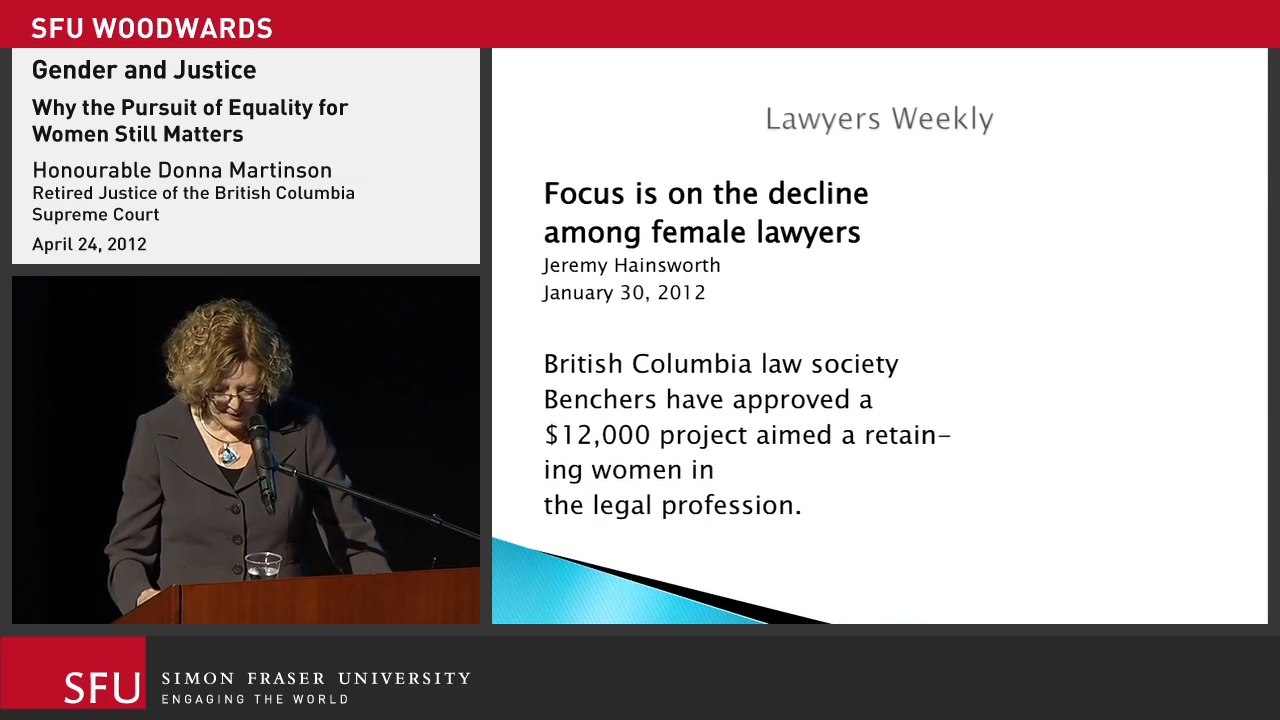 SFU WOODWARDS
Gender and Justice
Why the Pursuit of Equality for
Women Still Matters
Honourable Donna Martinson
Retired Justice of the British Columbia
Supreme Court
April 24, 2012
Lawyers Weekly
Focus is on the decline
among female lawyers
Jeremy Hainsworth
January 30, 2012
British Columbia law society
Benchers have approved a
$12,000 project aimed a retain-
ing women in
the legal profession.
SFU
SIMON FRASER UNIVERSITY
ENGAGING THE WORLD